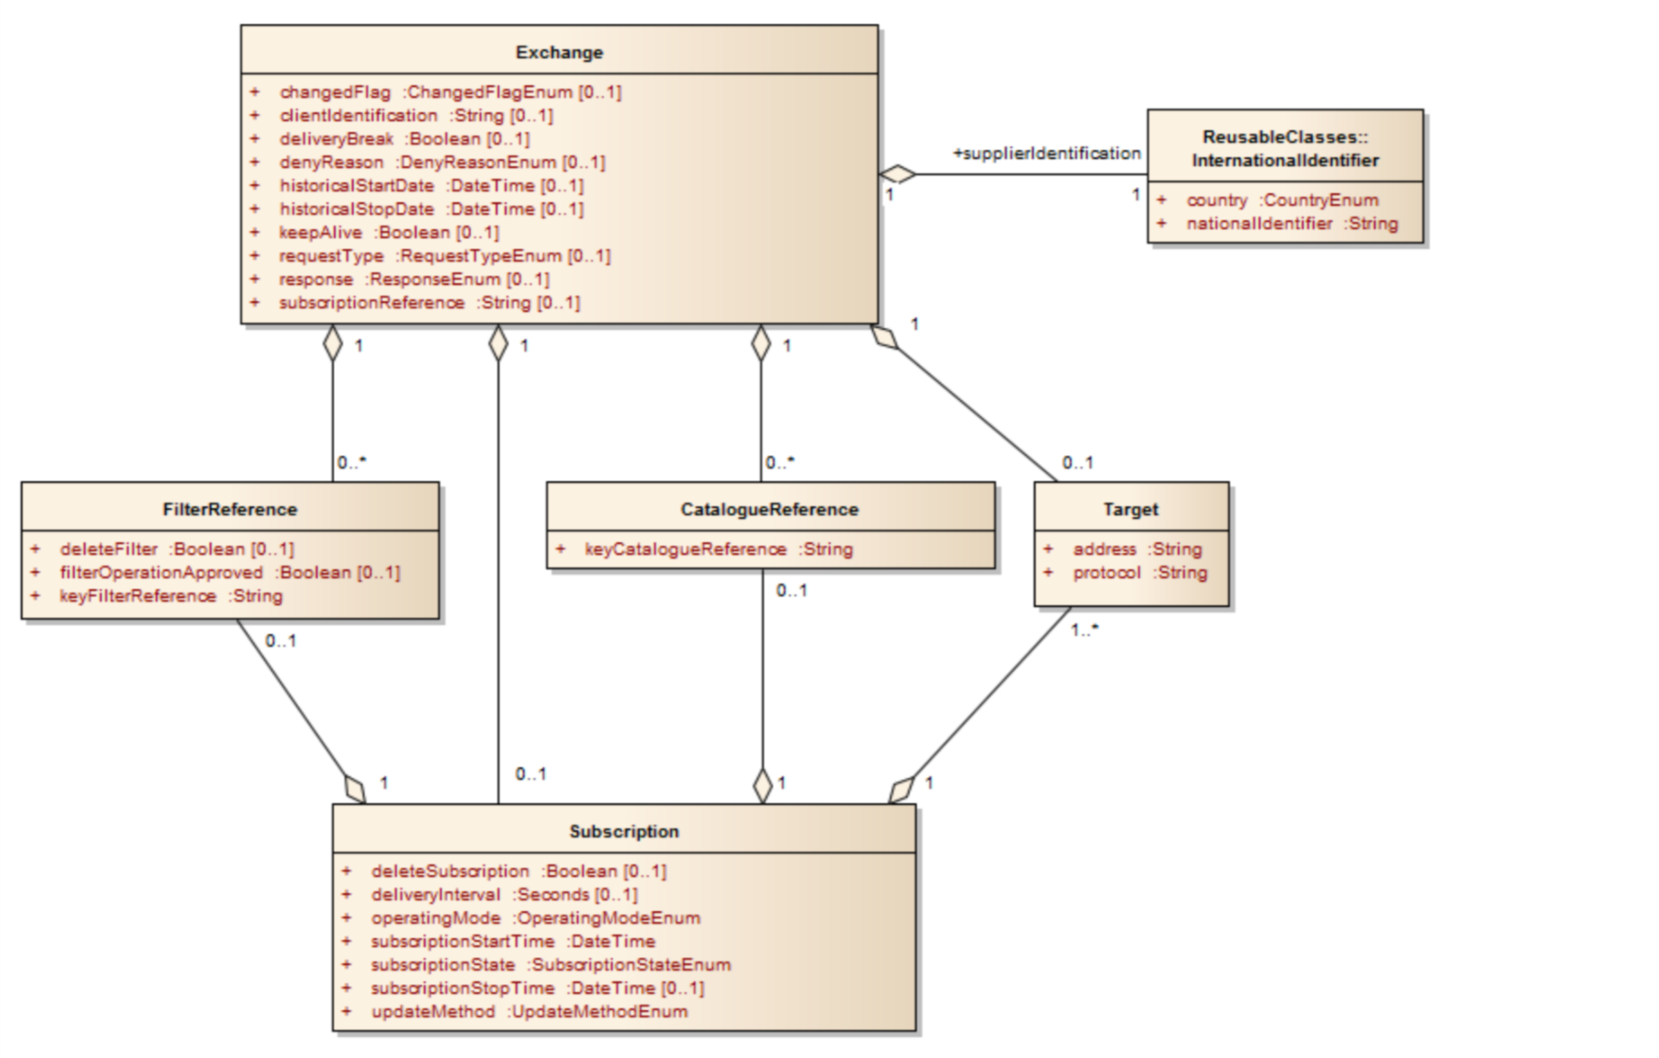 Exchange
+ changedFlag :ChangedFlagEnum [0..1]
+ clientIdentification :String [0..1]
+ deliveryBreak :Boolean [0..1]
+ denyReason :DenyReasonEnum [0..1]
+ historicalStartDate :DateTime [0..1]
+ historicalStopDate :DateTime [0..1]
+ keepAlive :Boolean [0..1]
+ requestType :RequestTypeEnum [0..1]
+ response :ResponseEnum [0..1]
+ subscriptionReference :String [0..1]
+supplierIdentification
1
1
ReusableClasses::
InternationalIdentifier
+ country :CountryEnum
+ nationalIdentifier :String
1
1
1
1
0..*
0..*
0..1
FilterReference
+ deleteFilter :Boolean [0..1]
+ filterOperationApproved :Boolean [0..1]
+ keyFilterReference :String
CatalogueReference
+ keyCatalogueReference :String
Target
+ address :String
+ protocol :String
0..1
0..1
1..*
1
0..1
1
1
Subscription
+ deleteSubscription :Boolean [0..1]
+ deliveryInterval :Seconds [0..1]
+ operatingMode :OperatingModeEnum
+ subscriptionStartTime :DateTime
+ subscriptionState :SubscriptionStateEnum
+ subscriptionStopTime :DateTime [0..1]
+ updateMethod :UpdateMethodEnum